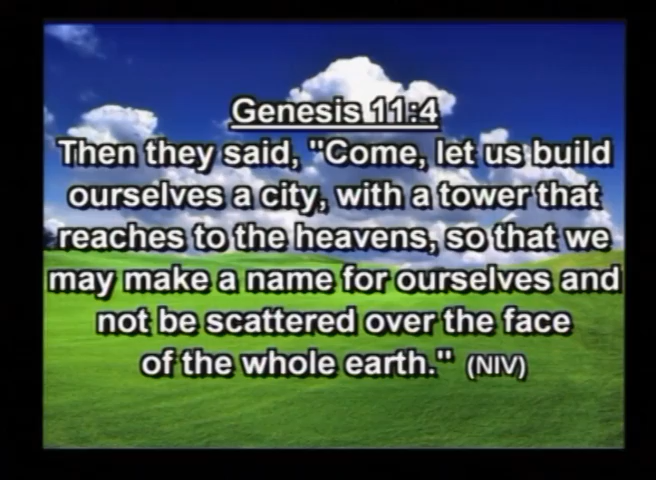 Genesis 11:4
Then they said, "Come, let us build
ourselves a city, with a tower that
reaches to the heavens, so that we
may make a name for ourselves and
not be scattered over the face
of the whole earth." (NIV)